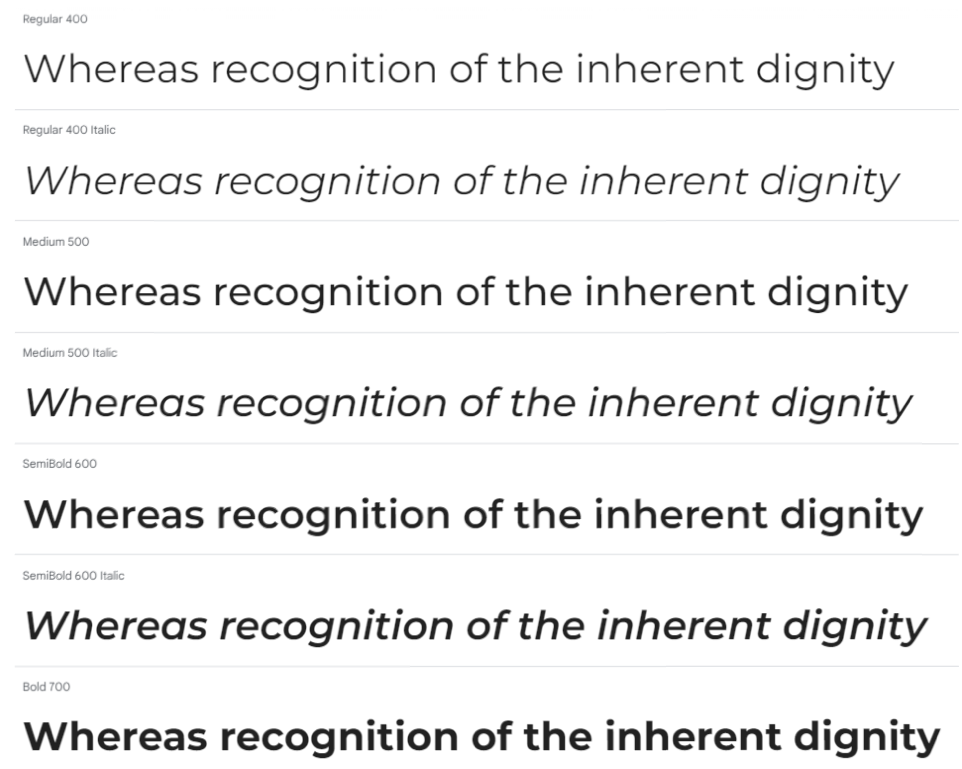 Regular 400
Whereas recognition of the inherent dignity
Regular 400 Italic
Whereas recognition of the inherent dignity
Medium 500
Whereas recognition of the inherent dignity
Medium 500 Italic
Whereas recognition of the inherent dignity
SemiBold 600
Whereas recognition of the inherent dignity
SemiBold 600 Italic
Whereas recognition of the inherent dignity
Bold 700
Whereas recognition of the inherent dignity